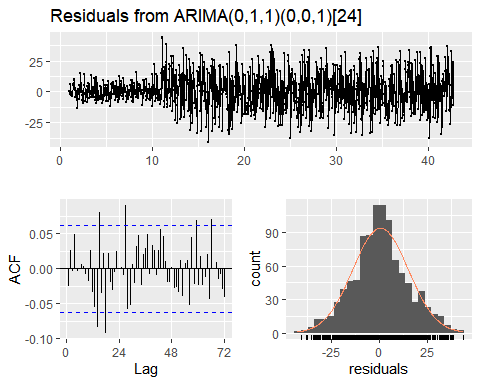 Residuals from ARIMA(0,1,1)(0,0,1)[24]
25
0
-25
0 10 20 30 40
0.05
0.00
-0.05
-0.10
ACF
0 24 48 72
Lag
90
60
30
0
count
-25 0 25
residuals